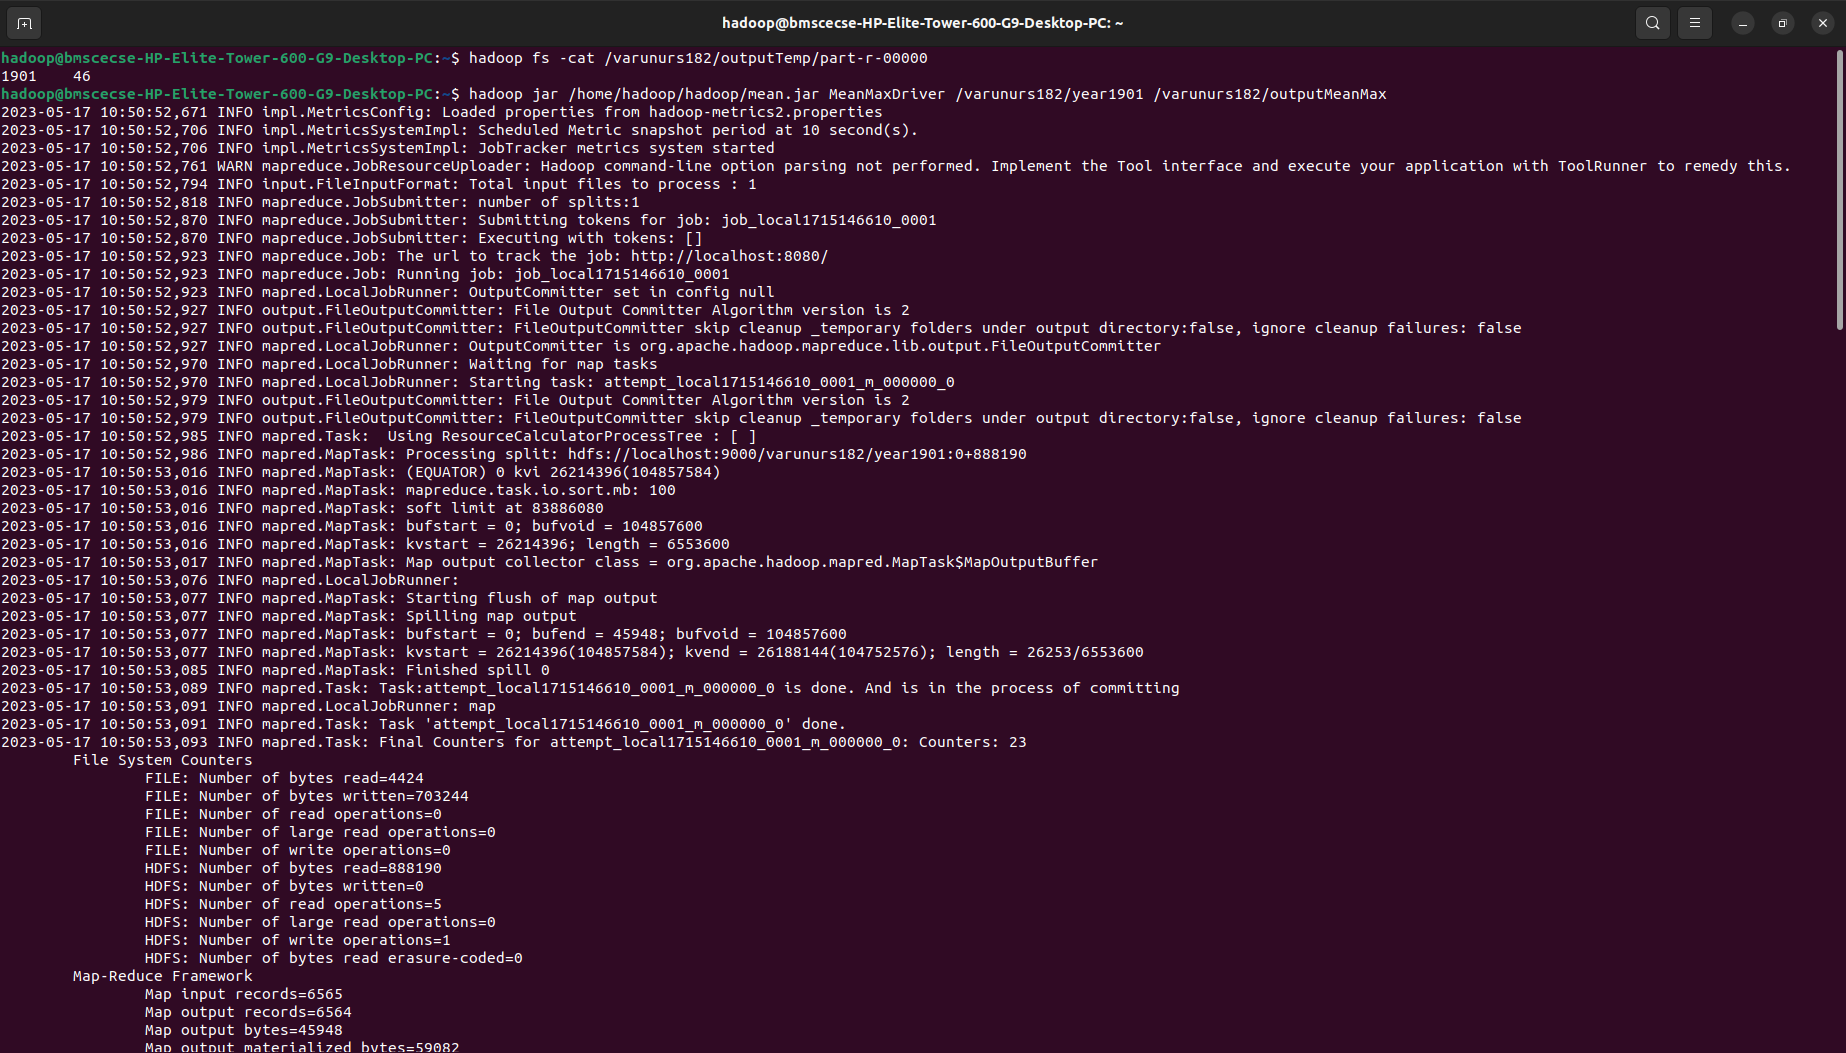 hadoop@bmscecse-HP-Elite-Tower-600-G9-Desktop-PC: ~
hadoop@bmscecse-HP-Elite-Tower-600-G9-Desktop-PC:~$ hadoop fs -cat /varunurs182/outputTemp/part-r-00000
1901    46
hadoop@bmscecse-HP-Elite-Tower-600-G9-Desktop-PC:~$ hadoop jar /home/hadoop/hadoop/mean.jar MeanMaxDriver /varunurs182/year1901 /varunurs182/outputMeanMax
2023-05-17 10:50:52,671 INFO impl.MetricsConfig: Loaded properties from hadoop-metrics2.properties
2023-05-17 10:50:52,706 INFO impl.MetricsSystemImpl: Scheduled Metric snapshot period at 10 second(s).
2023-05-17 10:50:52,706 INFO impl.MetricsSystemImpl: JobTracker metrics system started
2023-05-17 10:50:52,761 WARN mapreduce.JobResourceUploader: Hadoop command-line option parsing not performed. Implement the Tool interface and execute your application with ToolRunner to remedy this.
2023-05-17 10:50:52,794 INFO input.FileInputFormat: Total input files to process : 1
2023-05-17 10:50:52,818 INFO mapreduce.JobSubmitter: number of splits:1
2023-05-17 10:50:52,870 INFO mapreduce.JobSubmitter: Submitting tokens for job: job_local1715146610_0001
2023-05-17 10:50:52,870 INFO mapreduce.JobSubmitter: Executing with tokens: []
2023-05-17 10:50:52,923 INFO mapreduce.Job: The url to track the job: http://localhost:8080/
2023-05-17 10:50:52,923 INFO mapreduce.Job: Running job: job_local1715146610_0001
2023-05-17 10:50:52,923 INFO mapred.LocalJobRunner: OutputCommitter set in config null
2023-05-17 10:50:52,927 INFO output.FileOutputCommitter: File Output Committer Algorithm version is 2
2023-05-17 10:50:52,927 INFO output.FileOutputCommitter: FileOutputCommitter skip cleanup _temporary folders under output directory:false, ignore cleanup failures: false
2023-05-17 10:50:52,927 INFO mapred.LocalJobRunner: OutputCommitter is org.apache.hadoop.mapreduce.lib.output.FileOutputCommitter
2023-05-17 10:50:52,970 INFO mapred.LocalJobRunner: Waiting for map tasks
2023-05-17 10:50:52,970 INFO mapred.LocalJobRunner: Starting task: attempt_local1715146610_0001_m_000000_0
2023-05-17 10:50:52,979 INFO output.FileOutputCommitter: File Output Committer Algorithm version is 2
2023-05-17 10:50:52,979 INFO output.FileOutputCommitter: FileOutputCommitter skip cleanup _temporary folders under output directory:false, ignore cleanup failures: false
2023-05-17 10:50:52,985 INFO mapred.Task:  Using ResourceCalculatorProcessTree : [ ]
2023-05-17 10:50:52,986 INFO mapred.MapTask: Processing split: hdfs://localhost:9000/varunurs182/year1901:0+888190
2023-05-17 10:50:53,016 INFO mapred.MapTask: (EQUATOR) 0 kvi 26214396(104857584)
2023-05-17 10:50:53,016 INFO mapred.MapTask: mapreduce.task.io.sort.mb: 100
2023-05-17 10:50:53,016 INFO mapred.MapTask: soft limit at 83886080
2023-05-17 10:50:53,016 INFO mapred.MapTask: bufstart = 0; bufvoid = 104857600
2023-05-17 10:50:53,016 INFO mapred.MapTask: kvstart = 26214396; length = 6553600
2023-05-17 10:50:53,017 INFO mapred.MapTask: Map output collector class = org.apache.hadoop.mapred.MapTask$MapOutputBuffer
2023-05-17 10:50:53,076 INFO mapred.LocalJobRunner:
2023-05-17 10:50:53,077 INFO mapred.MapTask: Starting flush of map output
2023-05-17 10:50:53,077 INFO mapred.MapTask: Spilling map output
2023-05-17 10:50:53,077 INFO mapred.MapTask: bufstart = 0; bufend = 45948; bufvoid = 104857600
2023-05-17 10:50:53,077 INFO mapred.MapTask: kvstart = 26214396(104857584); kvend = 26188144(104752576); length = 26253/6553600
2023-05-17 10:50:53,085 INFO mapred.MapTask: Finished spill 0
2023-05-17 10:50:53,089 INFO mapred.Task: Task:attempt_local1715146610_0001_m_000000_0 is done. And is in the process of committing
2023-05-17 10:50:53,091 INFO mapred.LocalJobRunner: map
2023-05-17 10:50:53,091 INFO mapred.Task: Task 'attempt_local1715146610_0001_m_000000_0' done.
2023-05-17 10:50:53,093 INFO mapred.Task: Final Counters for attempt_local1715146610_0001_m_000000_0: Counters: 23
File System Counters
FILE: Number of bytes read=4424
FILE: Number of bytes written=703244
FILE: Number of read operations=0
FILE: Number of large read operations=0
FILE: Number of write operations=0
HDFS: Number of bytes read=888190
HDFS: Number of bytes written=0
HDFS: Number of read operations=5
HDFS: Number of large read operations=0
HDFS: Number of write operations=1
HDFS: Number of bytes read erasure-coded=0
Map-Reduce Framework
Map input records=6565
Map output records=6564
Map output bytes=45948
Map output materialized bytes=59082